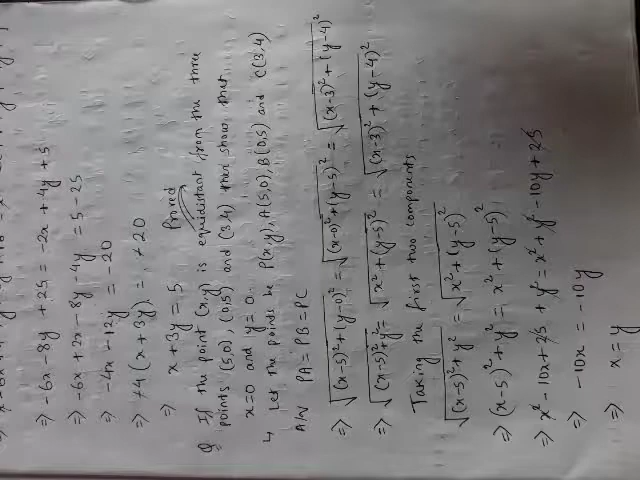 ⇒ -6x - 8y + 25 = -2x + 4y + 5
⇒ -6x + 2x - 8y - 4y = 5 - 25
⇒ -4x - 12y = -20
⇒ +4 (x + 3y) = +20
⇒ x + 3y = 5.
Proved
Q If the point (x,y) is equidistant from the three
points (5,0), (0,5) and (3,4) then show that
x=0 and y=0.
↳ Let the points be P(x,y), A(5,0), B(0,5) and C(3,4)
A/N PA = PB = PC
⇒ √(x-5)²+(y-0)² = √(x-0)²+(y-5)² = √(x-3)²+(y-4)²
⇒ √(x-5)²+y² = √x²+(y-5)² = √(x-3)²+(y-4)²
Taking the first two components
√(x-5)²+y² = √x²+(y-5)²
⇒ (x-5)²+y² = x²+(y-5)²
⇒ x² - 10x + 25 + y² = x² + y² - 10y + 25
⇒ -10x = -10y
⇒ x = y